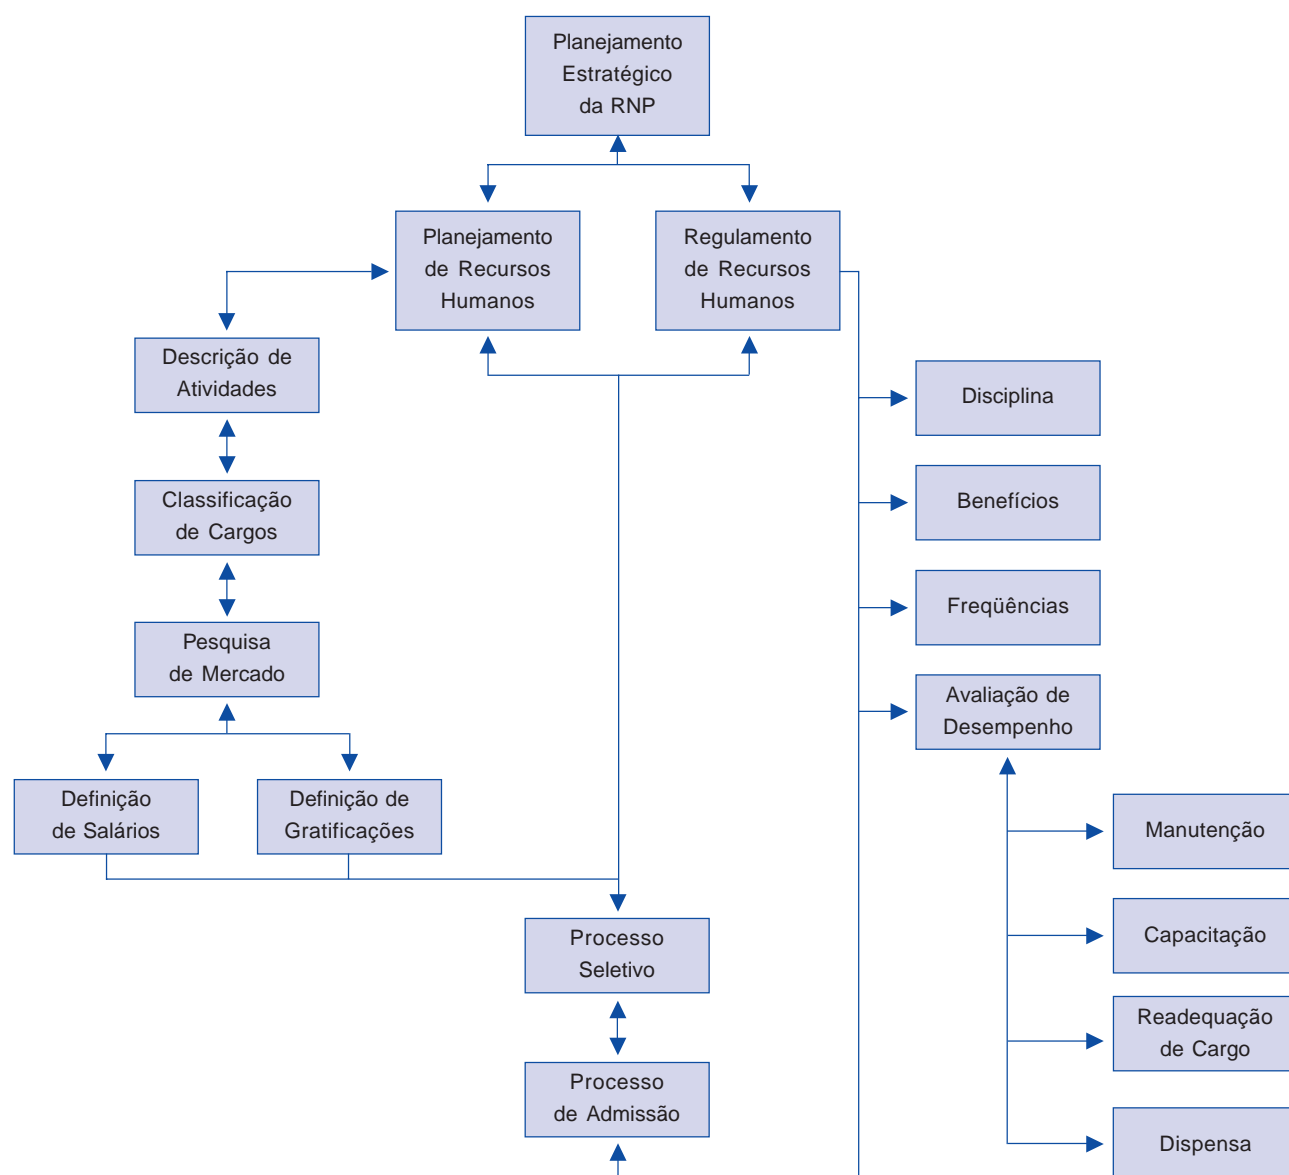 Planejamento
Estratégico
da RNP
Planejamento
de Recursos
Humanos
Regulamento
de Recursos
Humanos
Descrição de
Atividades
Disciplina
Classificação
de Cargos
Benefícios
Freqüências
Pesquisa
de Mercado
Avaliação de
Desempenho
Definição
de Salários
Definição de
Gratificações
Manutenção
Processo
Seletivo
Capacitação
Readequação
de Cargo
Processo
de Admissão
Dispensa